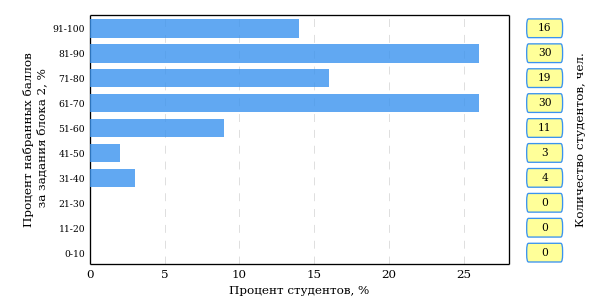 Процент набранных баллов
за задания блока 2, %
91-100 16
81-90 30
71-80 19
61-70 30
51-60 11
41-50 3
31-40 4
21-30 0
11-20 0
0-10 0
0 5 10 15 20 25
Процент студентов, %
Количество студентов, чел.